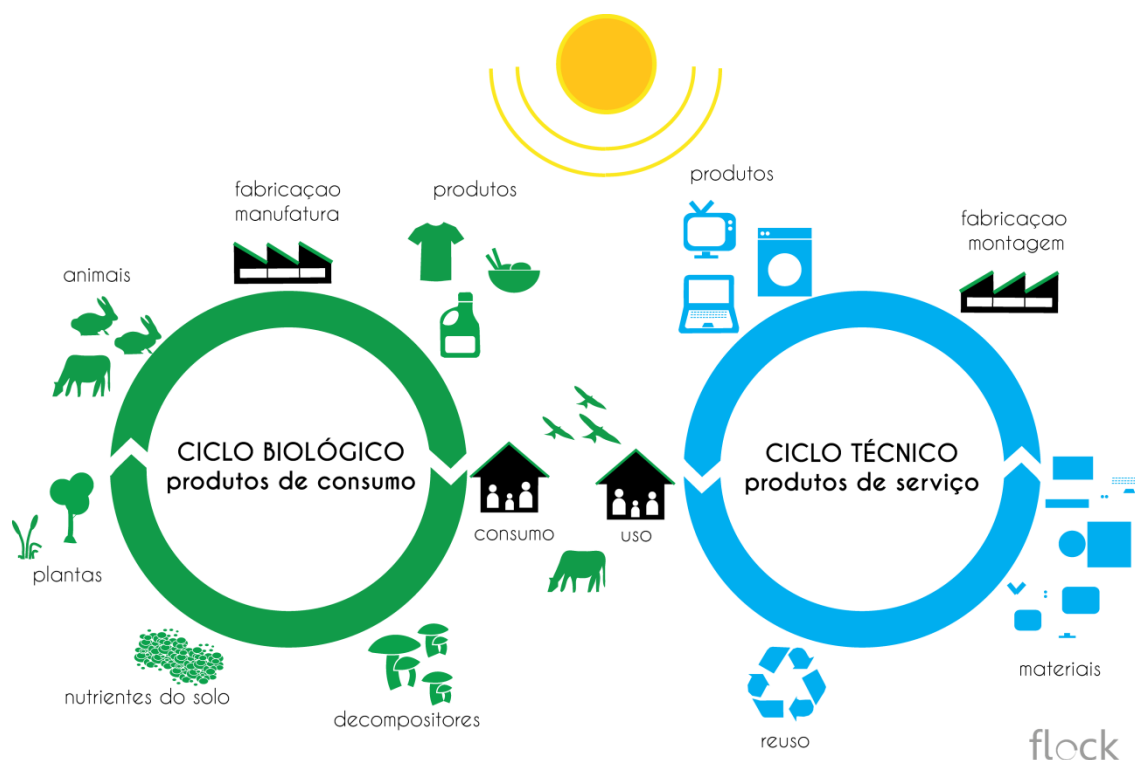 fabricaçao
manufatura
produtos
produtos
fabricaçao
montagem
animais
CICLO BIOLÓGICO
produtos de consumo
CICLO TÉCNICO
produtos de serviço
consumo
uso
plantas
nutrientes do solo
decompositores
materiais
reuso
flock